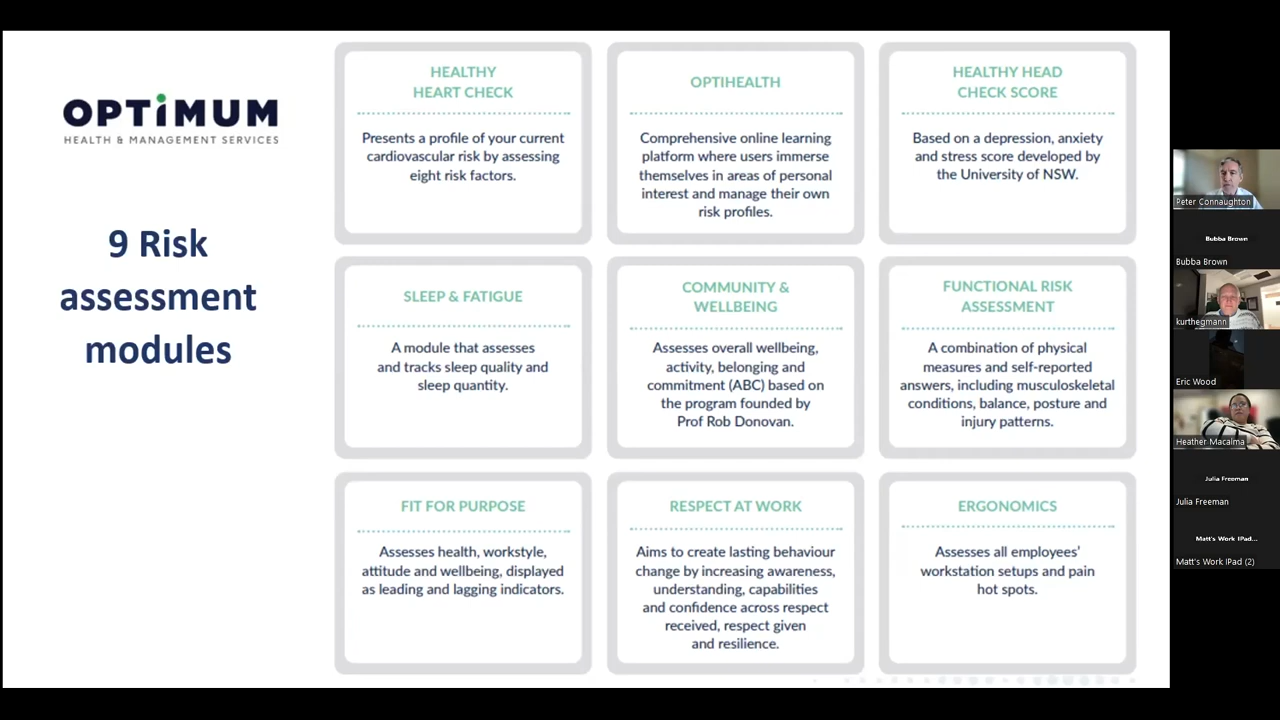 OPTiMUM
HEALTH & MANAGEMENT SERVICES
9 Risk
assessment
modules
HEALTHY
HEART CHECK
Presents a profile of your current
cardiovascular risk by assessing
eight risk factors.
OPTIHEALTH
Comprehensive online learning
platform where users immerse
themselves in areas of personal
interest and manage their own
risk profiles.
HEALTHY HEAD
CHECK SCORE
Based on a depression, anxiety
and stress score developed by
the University of NSW.
SLEEP & FATIGUE
A module that assesses
and tracks sleep quality and
sleep quantity.
COMMUNITY &
WELLBEING
Assesses overall wellbeing,
activity, belonging and
commitment (ABC) based on
the program founded by
Prof Rob Donovan.
FUNCTIONAL RISK
ASSESSMENT
A combination of physical
measures and self-reported
answers, including musculoskeletal
conditions, balance, posture and
injury patterns.
FIT FOR PURPOSE
Assesses health, workstyle,
attitude and wellbeing, displayed
as leading and lagging indicators.
RESPECT AT WORK
Aims to create lasting behaviour
change by increasing awareness,
understanding, capabilities
and confidence across respect
received, respect given
and resilience.
ERGONOMICS
Assesses all employees'
workstation setups and pain
hot spots.
Peter Connaughton
Bubba Brown
Bubba Brown
kurthegmann
Eric Wood
Heather Macalma
Julia Freeman
Julia Freeman
Matt's Work IPad...
Matt's Work IPad (2)